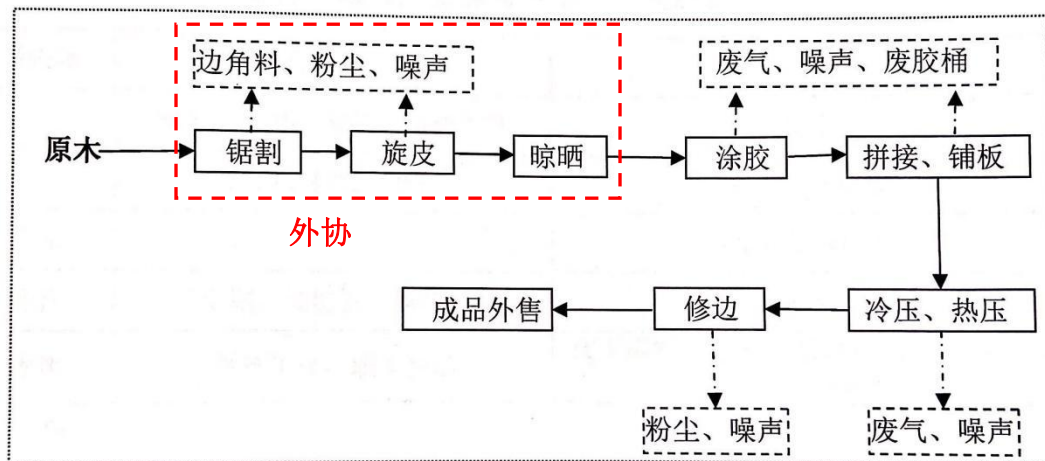 边角料、粉尘、噪声
废气、噪声、废胶桶
原木
锯割
旋皮
晾晒
涂胶
拼接、铺板
外协
成品外售
修边
冷压、热压
粉尘、噪声
废气、噪声